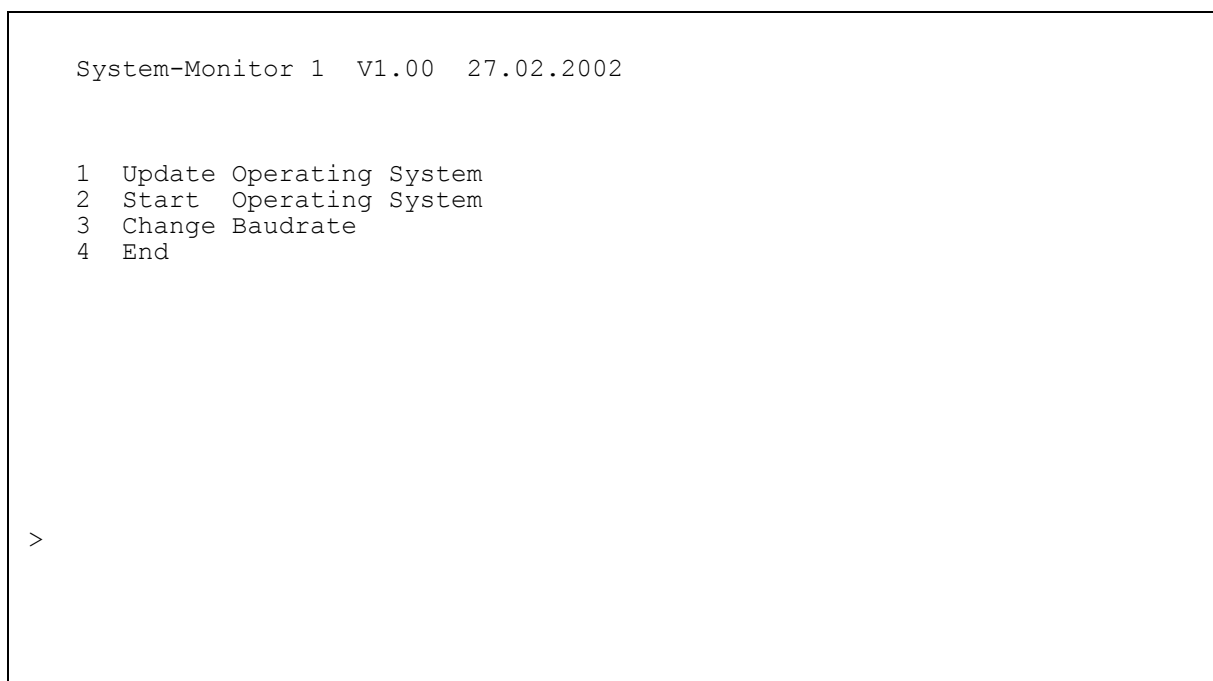 System-Monitor 1  V1.00  27.02.2002
1  Update Operating System
2  Start  Operating System
3  Change Baudrate
4  End
>